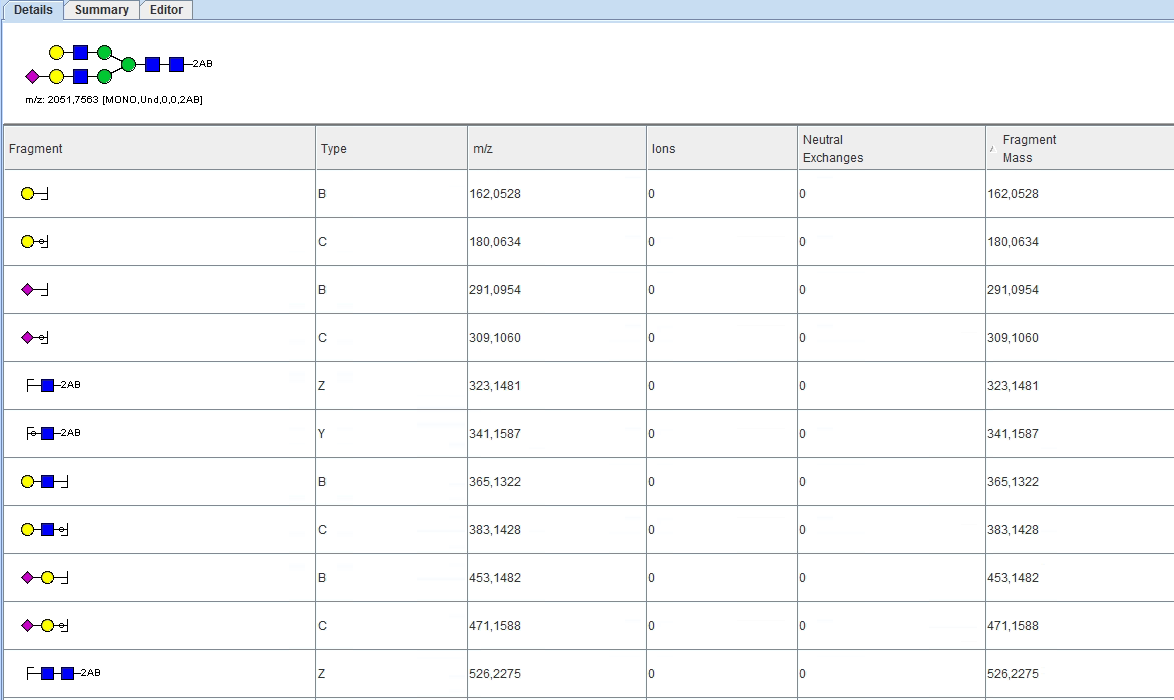 Details Summary Editor
2AB
m/z: 2051,7563 [MONO,Und,0,0,2AB]
Fragment Type m/z Ions Neutral Exchanges Fragment Mass
B 162,0528 0 0 162,0528
C 180,0634 0 0 180,0634
B 291,0954 0 0 291,0954
C 309,1060 0 0 309,1060
2AB Z 323,1481 0 0 323,1481
2AB Y 341,1587 0 0 341,1587
B 365,1322 0 0 365,1322
C 383,1428 0 0 383,1428
B 453,1482 0 0 453,1482
C 471,1588 0 0 471,1588
2AB Z 526,2275 0 0 526,2275